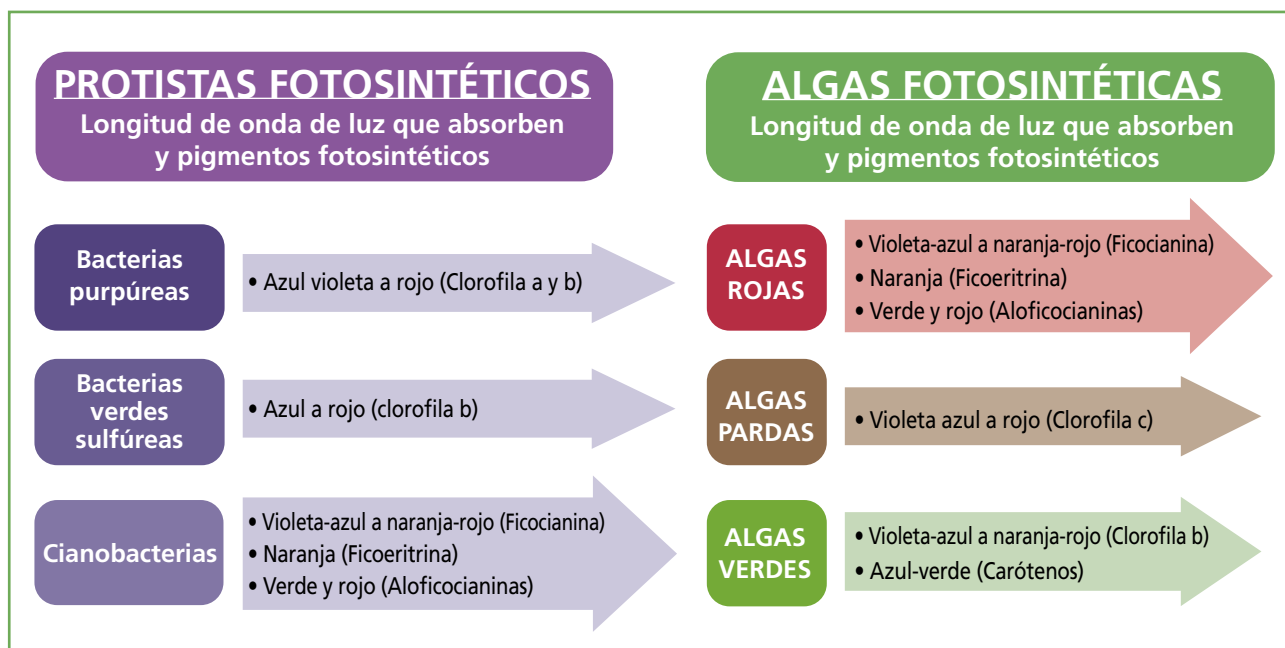 PROTISTAS FOTOSINTÉTICOS
Longitud de onda de luz que absorben
y pigmentos fotosintéticos
Bacterias
purpúreas
• Azul violeta a rojo (Clorofila a y b)
Bacterias
verdes
sulfúreas
• Azul a rojo (clorofila b)
Cianobacterias
• Violeta-azul a naranja-rojo (Ficocianina)
• Naranja (Ficoeritrina)
• Verde y rojo (Aloficocianinas)
ALGAS FOTOSINTÉTICAS
Longitud de onda de luz que absorben
y pigmentos fotosintéticos
ALGAS
ROJAS
• Violeta-azul a naranja-rojo (Ficocianina)
• Naranja (Ficoeritrina)
• Verde y rojo (Aloficocianinas)
ALGAS
PARDAS
• Violeta azul a rojo (Clorofila c)
ALGAS
VERDES
• Violeta-azul a naranja-rojo (Clorofila b)
• Azul-verde (Carótenos)